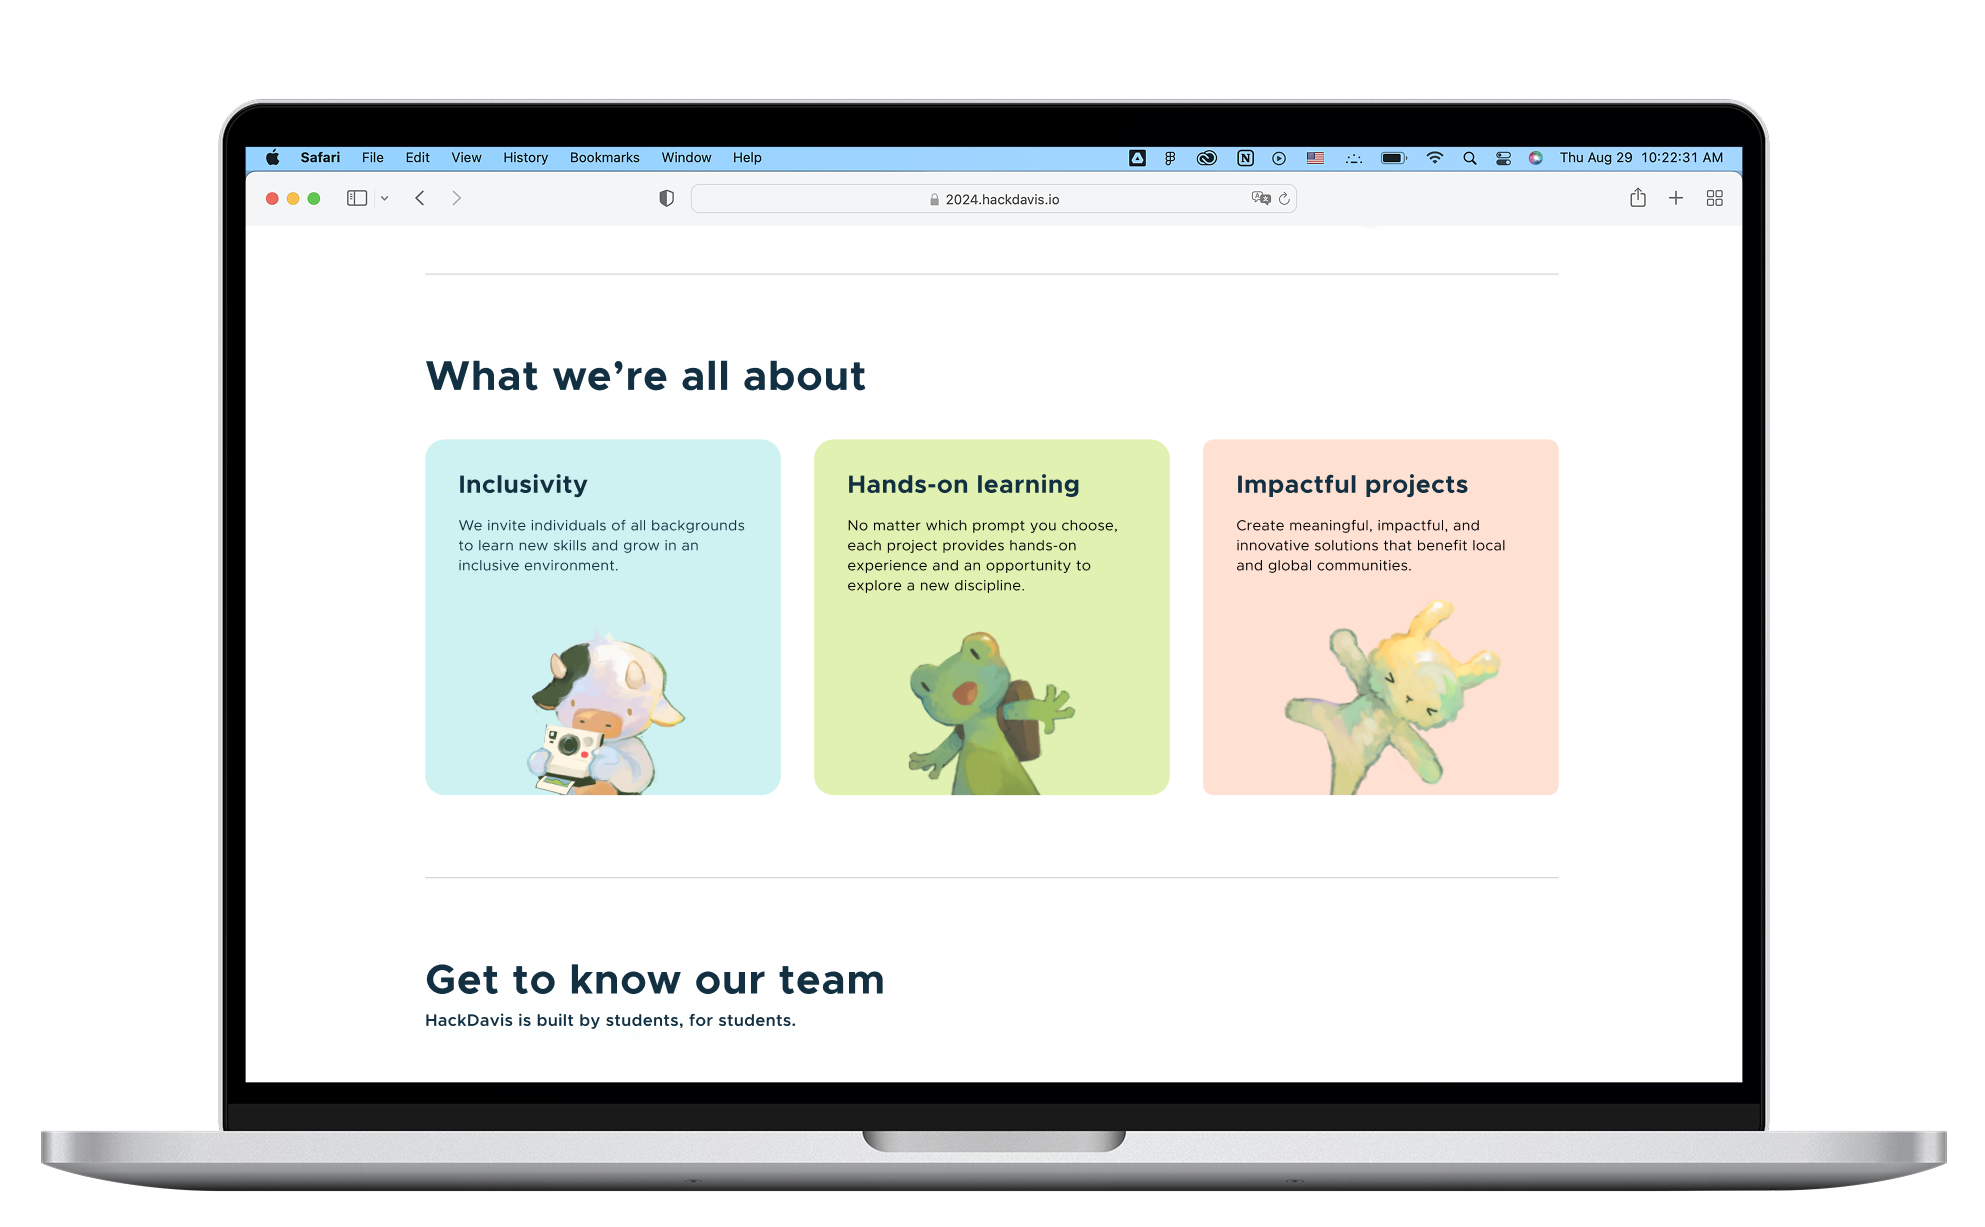 Safari File Edit View History Bookmarks Window Help Thu Aug 29 10:22:31 AM
2024.hackdavis.io
What we’re all about
Inclusivity
We invite individuals of all backgrounds
to learn new skills and grow in an
inclusive environment.
Hands-on learning
No matter which prompt you choose,
each project provides hands-on
experience and an opportunity to
explore a new discipline.
Impactful projects
Create meaningful, impactful, and
innovative solutions that benefit local
and global communities.
Get to know our team
HackDavis is built by students, for students.